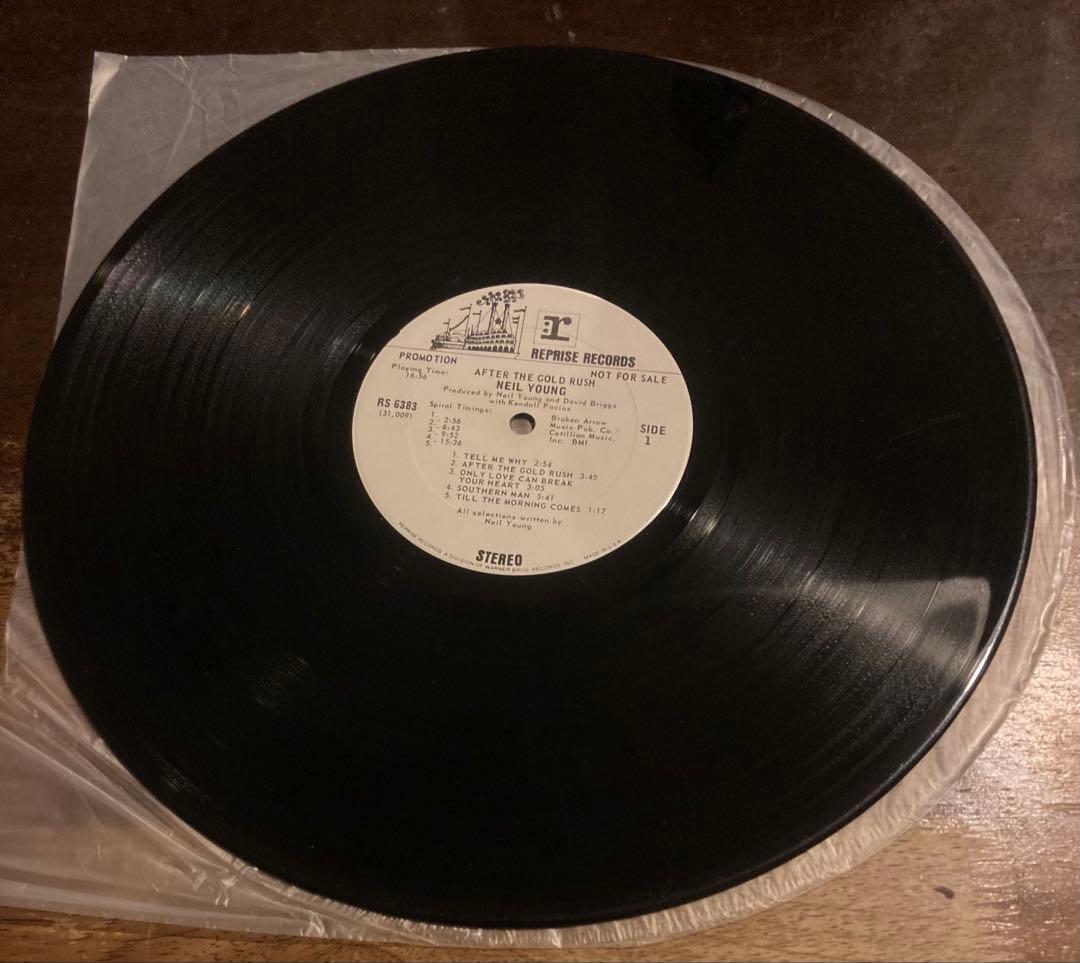 r
REPRISE RECORDS
PROMOTION
NOT FOR SALE
Playing Time:
16:56
AFTER THE GOLD RUSH
NEIL YOUNG
Produced by Neil Young and David Briggs
with Kendall Pacios
RS 6383
(31,009)
Spiral Timings:
1. - 2:56
2. - 6:43
3. - 9:52
4. - 15:36
5. -
Broken Arrow
Music Pub. Co./
Cotillion Music,
Inc. BMI
SIDE
1
1. TELL ME WHY 2:54
2. AFTER THE GOLD RUSH 3:45
3. ONLY LOVE CAN BREAK
YOUR HEART 3:05
4. SOUTHERN MAN 5:41
5. TILL THE MORNING COMES 1:17
All selections written by
Neil Young
STEREO
REPRISE RECORDS, A DIVISION OF WARNER BROS. RECORDS INC. MADE IN U.S.A.